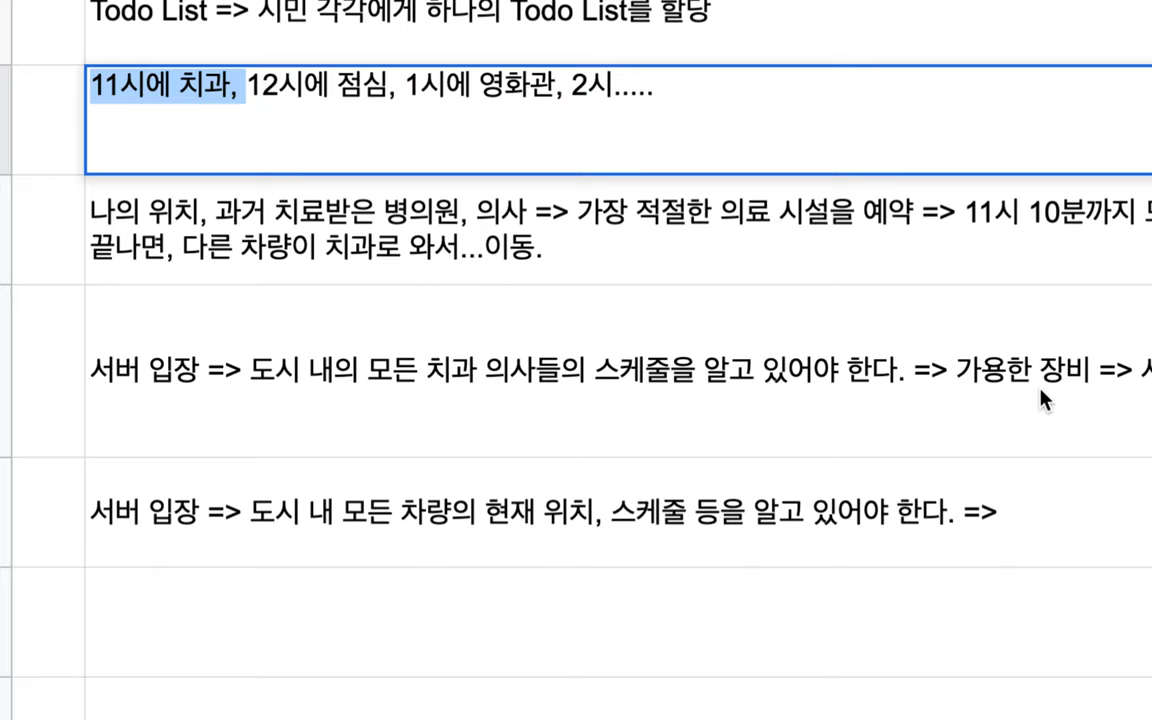 Todo List => 시민 각각에게 하나의 Todo List를 할당
11시에 치과, 12시에 점심, 1시에 영화관, 2시.....
나의 위치, 과거 치료받은 병의원, 의사 => 가장 적절한 의료 시설을 예약 => 11시 10분까지
끝나면, 다른 차량이 치과로 와서...이동.
서버 입장 => 도시 내의 모든 치과 의사들의 스케줄을 알고 있어야 한다. => 가용한 장비 =>
서버 입장 => 도시 내 모든 차량의 현재 위치, 스케줄 등을 알고 있어야 한다. =>